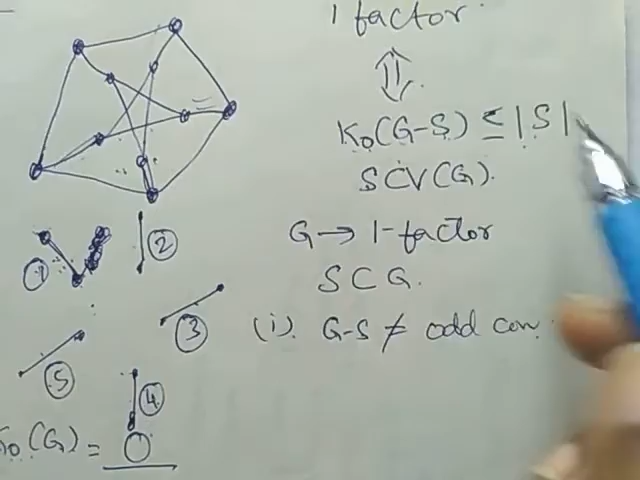 1 factor.
⇕
K₀(G-S) ≤ |S|
S⊂V(G).
G → 1-factor
S⊂G.
(i). G-S ≠ odd com
①
②
③
⑤
④
K₀(G) = 0